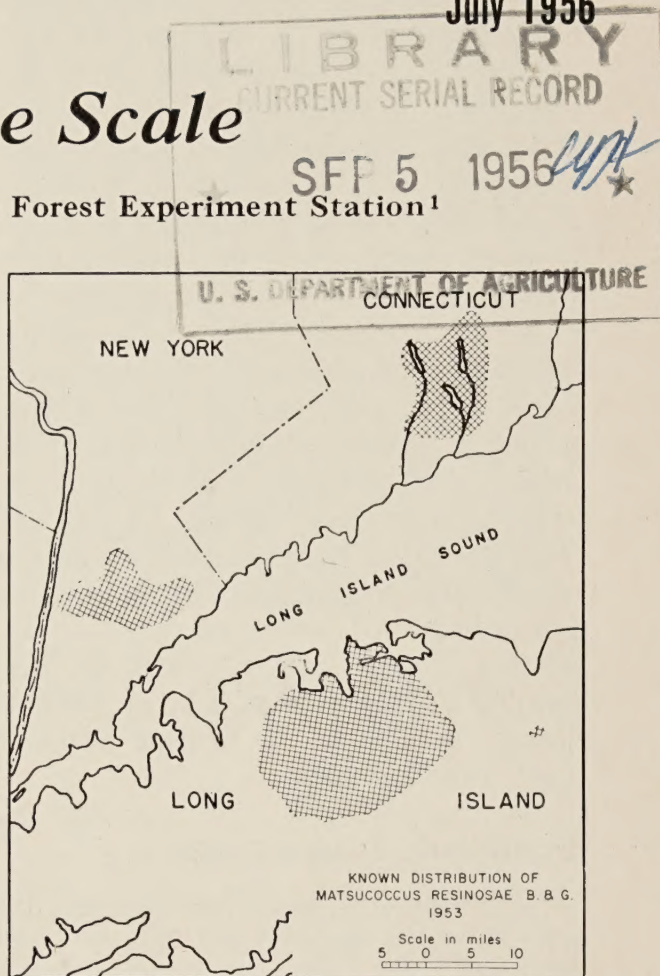 July 1956
LIBRARY
CURRENT SERIAL RECORD
e Scale
SEP 5 1956
Forest Experiment Station¹
U. S. DEPARTMENT OF AGRICULTURE
CONNECTICUT
NEW YORK
LONG ISLAND SOUND
LONG ISLAND
KNOWN DISTRIBUTION OF
MATSUCOCCUS RESINOSAE B. & G.
1953
Scale in miles
5 0 5 10